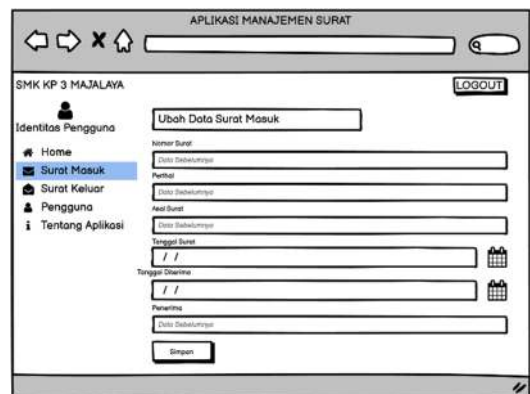 APLIKASI MANAJEMEN SURAT
SMK KP 3 MAJALAYA
LOGOUT
Identitas Pengguna
Home
Surat Masuk
Surat Keluar
Pengguna
i Tentang Aplikasi
Ubah Data Surat Masuk
Nomor Surat
Data Sebelumnya
Perihal
Data Sebelumnya
Asal Surat
Data Sebelumnya
Tanggal Surat
/ /
Tanggal Diterima
/ /
Penerima
Data Sebelumnya
Simpan